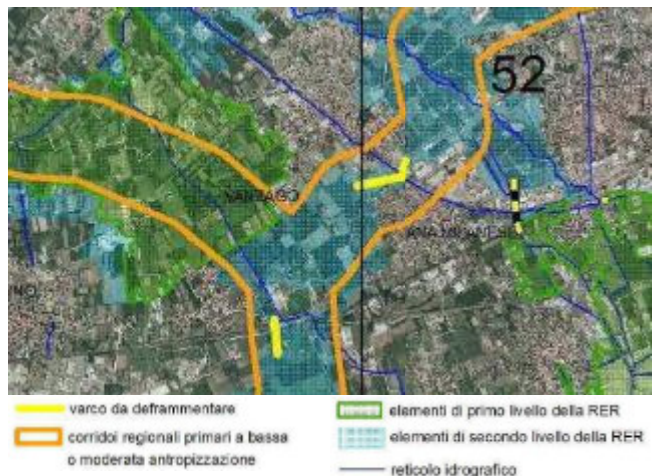 52
VANZAGO
varco da deframmentare
corridoi regionali primari a bassa
o moderata antropizzazione
elementi di primo livello della RER
elementi di secondo livello della RER
reticolo idrografico